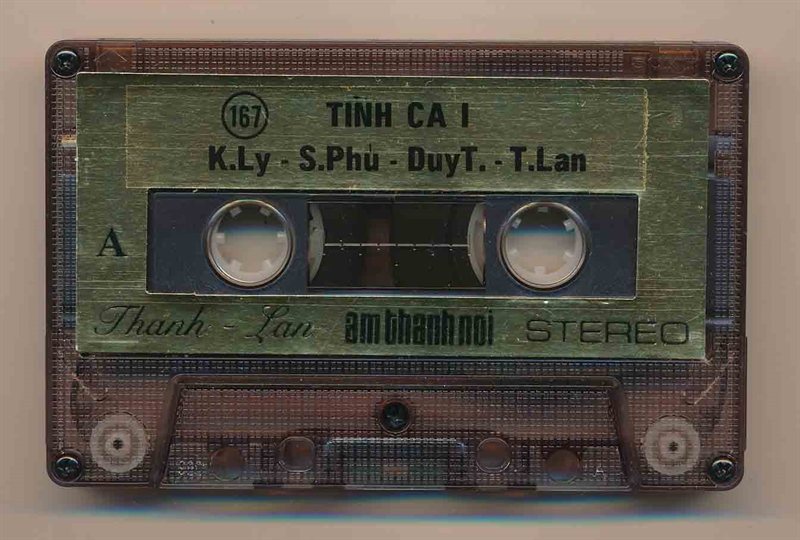 167 TÌNH CA I
K.Ly - S.Phú - DuyT. - T.Lan
A
Thanh - Lan âm thanh nổi STEREO